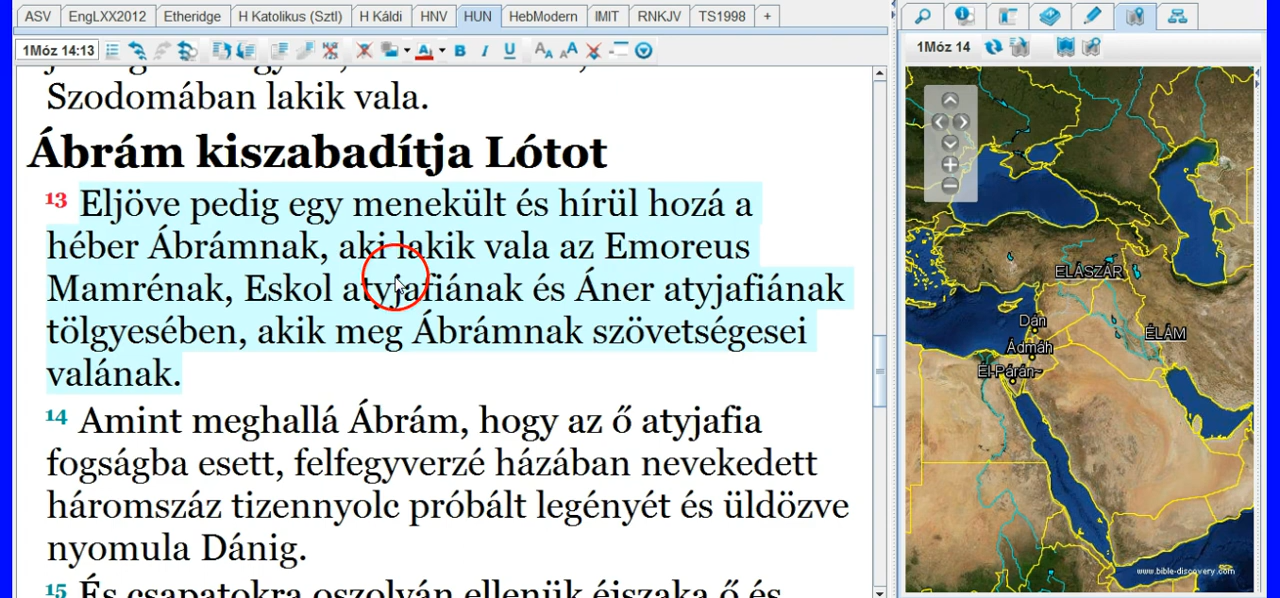 ASV EngLXX2012 Etheridge H Katolikus (Sztl) H Káldi HNV HUN HebModern IMIT RNKJV TS1998 +
1Móz 14:13
1Móz 14
Szodomában lakik vala.
Ábrám kiszabadítja Lótot
13 Eljöve pedig egy menekült és hírül hozá a
héber Ábrámnak, aki lakik vala az Emoreus
Mamrénak, Eskol atyjafiának és Áner atyjafiának
tölgyesében, akik meg Ábrámnak szövetségesei
valának.
14 Amint meghallá Ábrám, hogy az ő atyjafia
fogságba esett, felfegyverzé házában nevekedett
háromszáz tizennyolc próbált legényét és üldözve
nyomula Dánig.
15 És csapatokra oszolván ellenük éjszaka ő és
ELÁSZÁR
Dán
ÉLÁM
Ádmáh
Él-Párán~
www.bible-discovery.com